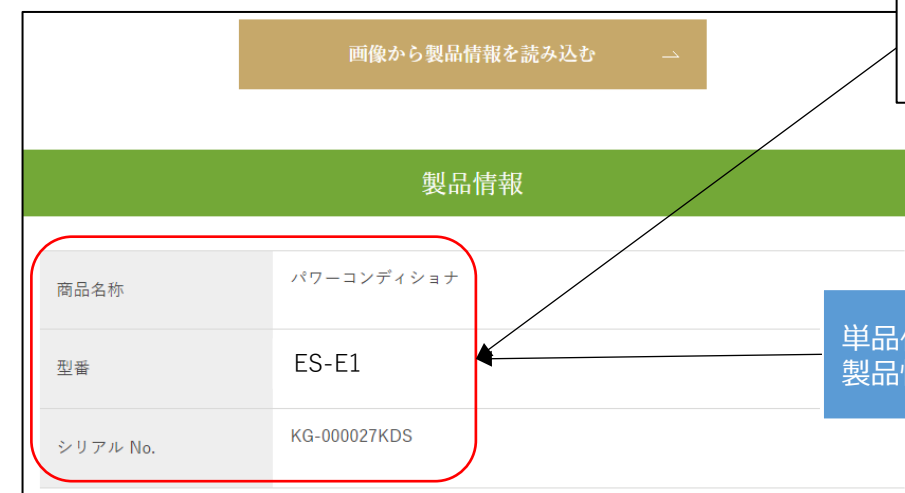 画像から製品情報を読み込む →
製品情報
商品名称 パワーコンディショナ
型番 ES-E1
シリアル No. KG-000027KDS
単品
製品